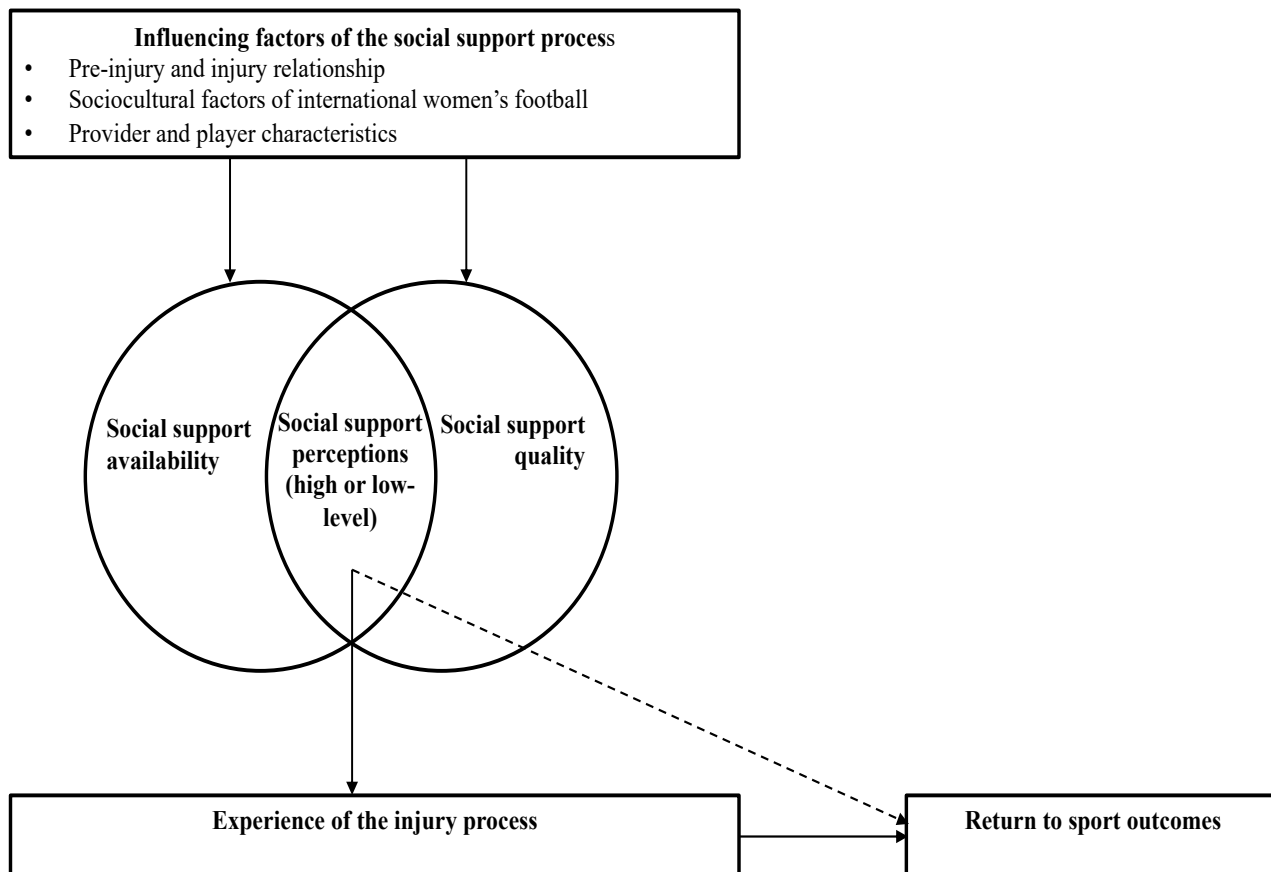 Influencing factors of the social support process
• Pre-injury and injury relationship
• Sociocultural factors of international women's football
• Provider and player characteristics
Social support
availability
Social support
perceptions
(high or low-
level)
Social support
quality
Experience of the injury process
Return to sport outcomes